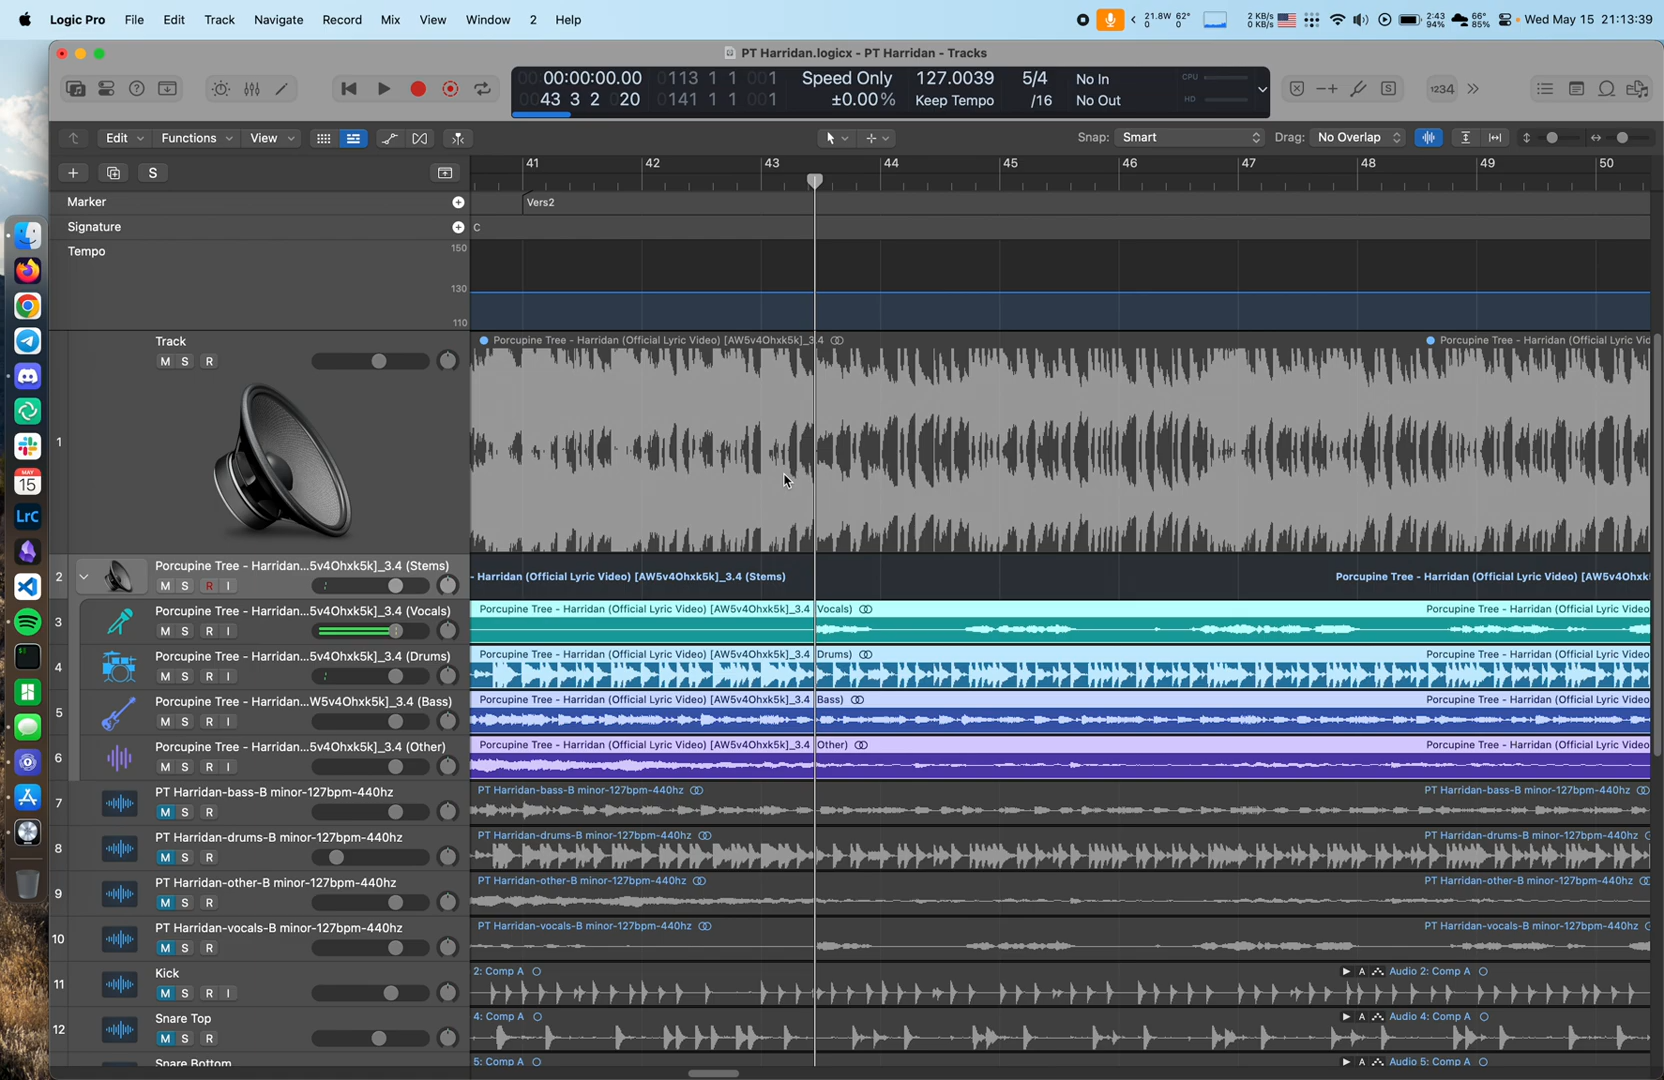 Logic Pro File Edit Track Navigate Record Mix View Window 2 Help
21.8W 62° 2 KB/s 0 KB/s 2:43 94% 66° 85% Wed May 15 21:13:39
PT Harridan.logicx - PT Harridan - Tracks
00:00:00:00.00 0113 1 1 001 Speed Only 127.0039 5/4 No In CPU
0043 3 2 020 0141 1 1 001 ±0.00% Keep Tempo /16 No Out HD
1234
Edit Functions View Snap: Smart Drag: No Overlap
S
41 42 43 44 45 46 47 48 49 50
Marker
Vers2
Signature
C
Tempo
150
130
110
Track
M S R
1
Porcupine Tree - Harridan (Official Lyric Video) [AW5v4Ohxk5k]_3.4
Porcupine Tree - Harridan (Official Lyric Vid
2
Porcupine Tree - Harridan...5v4Ohxk5k]_3.4 (Stems)
M S R I
- Harridan (Official Lyric Video) [AW5v4Ohxk5k]_3.4 (Stems)
Porcupine Tree - Harridan (Official Lyric Video) [AW5v4Ohxk
3
Porcupine Tree - Harridan...5v4Ohxk5k]_3.4 (Vocals)
M S R I
Porcupine Tree - Harridan (Official Lyric Video) [AW5v4Ohxk5k]_3.4 (Vocals)
Porcupine Tree - Harridan (Official Lyric Video
4
Porcupine Tree - Harridan...5v4Ohxk5k]_3.4 (Drums)
M S R I
Porcupine Tree - Harridan (Official Lyric Video) [AW5v4Ohxk5k]_3.4 (Drums)
Porcupine Tree - Harridan (Official Lyric Video
5
Porcupine Tree - Harridan...W5v4Ohxk5k]_3.4 (Bass)
M S R I
Porcupine Tree - Harridan (Official Lyric Video) [AW5v4Ohxk5k]_3.4 (Bass)
Porcupine Tree - Harridan (Official Lyric Video
6
Porcupine Tree - Harridan...5v4Ohxk5k]_3.4 (Other)
M S R I
Porcupine Tree - Harridan (Official Lyric Video) [AW5v4Ohxk5k]_3.4 (Other)
Porcupine Tree - Harridan (Official Lyric Video
7
PT Harridan-bass-B minor-127bpm-440hz
M S R
PT Harridan-bass-B minor-127bpm-440hz
PT Harridan-bass-B minor-127bpm-440hz
8
PT Harridan-drums-B minor-127bpm-440hz
M S R
PT Harridan-drums-B minor-127bpm-440hz
PT Harridan-drums-B minor-127bpm-440hz
9
PT Harridan-other-B minor-127bpm-440hz
M S R
PT Harridan-other-B minor-127bpm-440hz
PT Harridan-other-B minor-127bpm-440hz
10
PT Harridan-vocals-B minor-127bpm-440hz
M S R
PT Harridan-vocals-B minor-127bpm-440hz
PT Harridan-vocals-B minor-127bpm-440hz
11
Kick
M S R I
2: Comp A
A Audio 2: Comp A
12
Snare Top
M S R
4: Comp A
A Audio 4: Comp A
Snare Bottom
5: Comp A
A Audio 5: Comp A
MAY
15
LrC